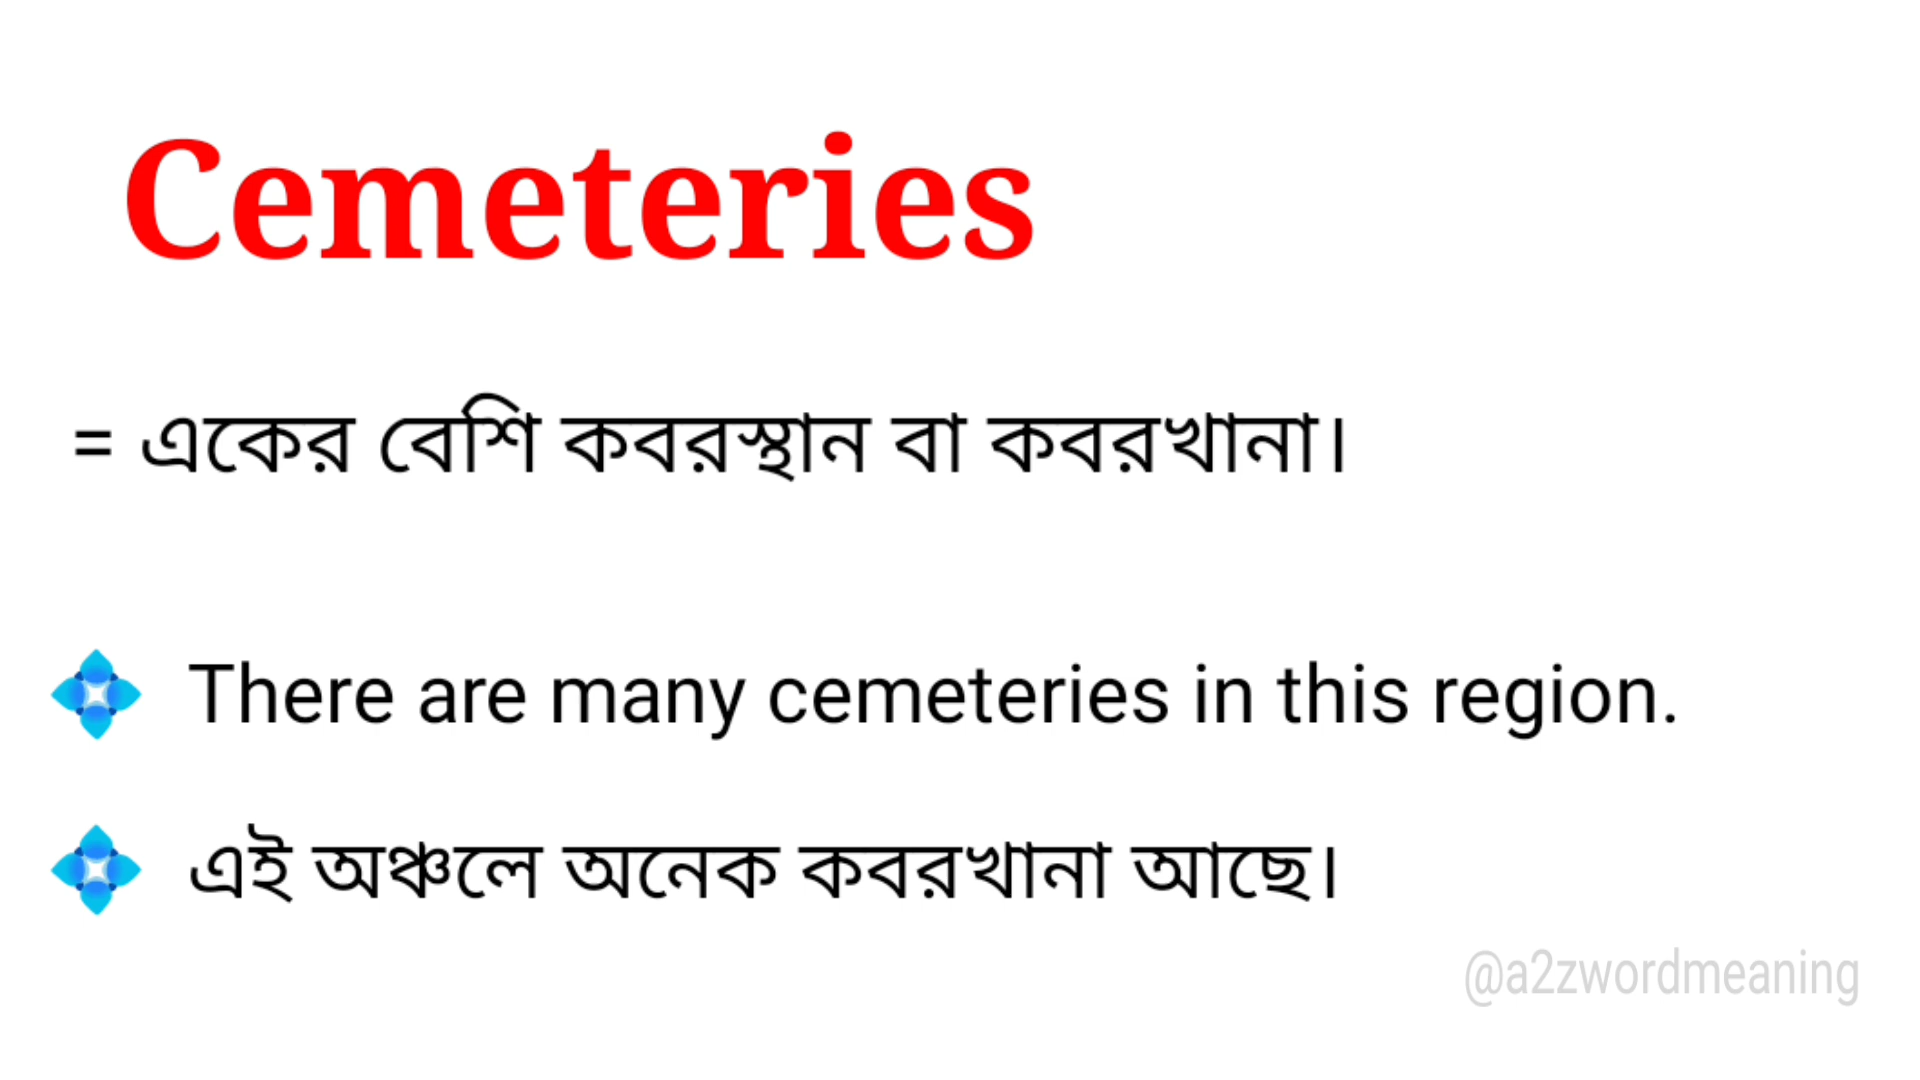 Cemeteries
= একের বেশি কবরস্থান বা কবরখানা।
There are many cemeteries in this region.
এই অঞ্চলে অনেক কবরখানা আছে।
@a2zwordmeaning